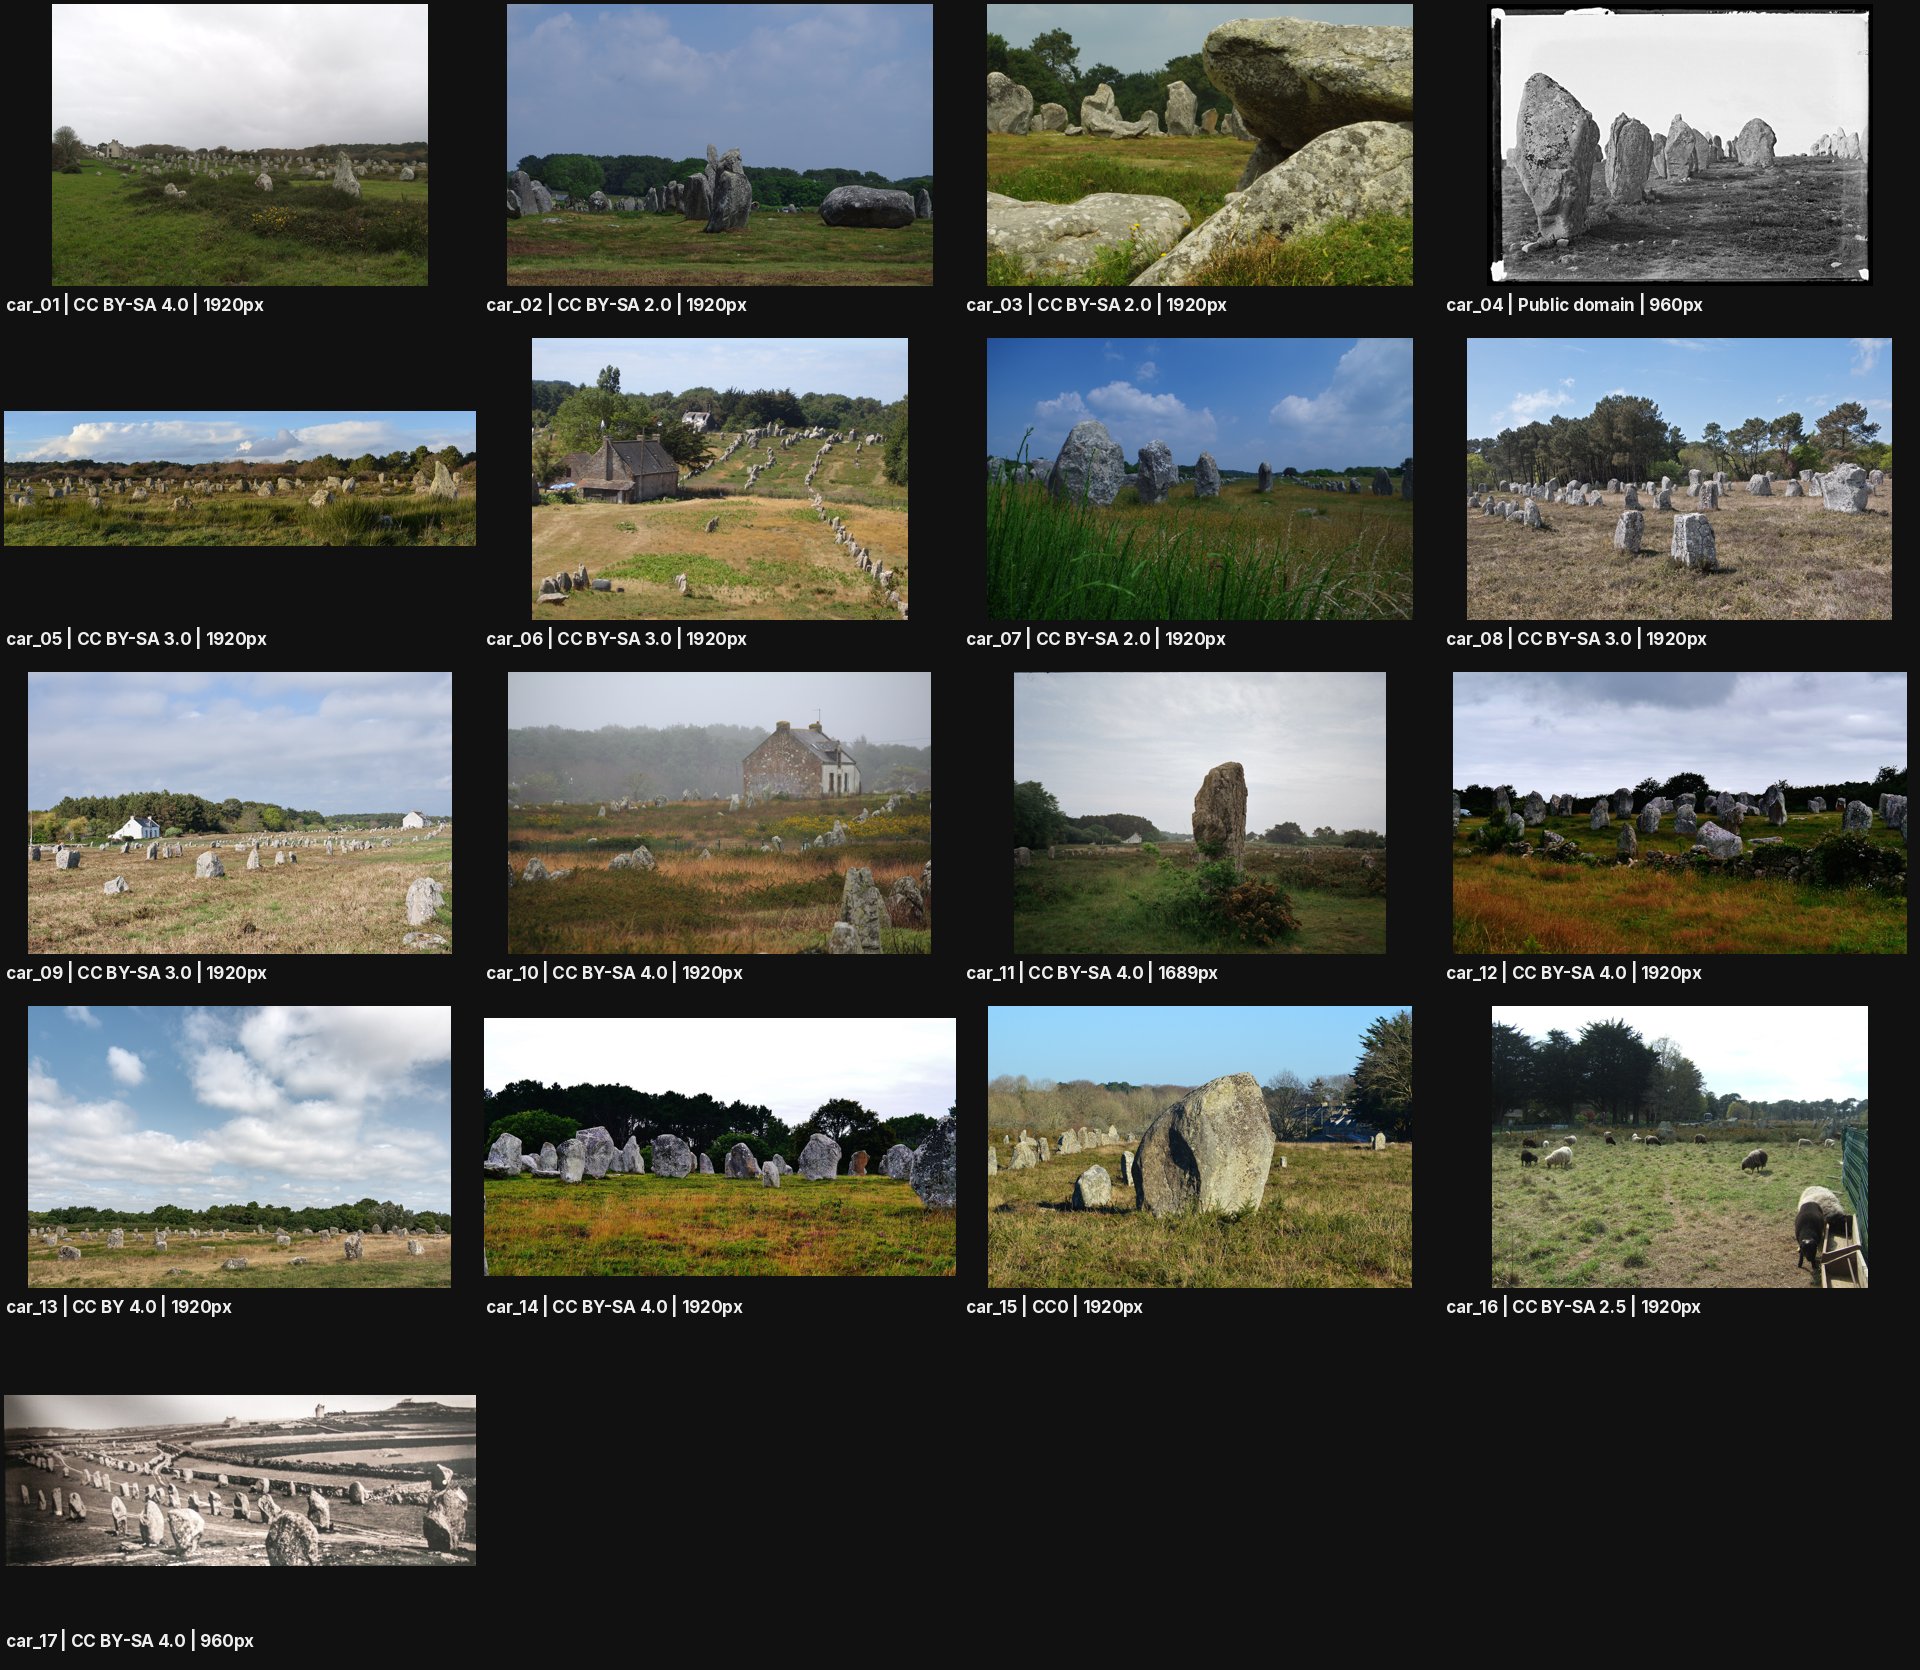 car_01 | CC BY-SA 4.0 | 1920px
car_02 | CC BY-SA 2.0 | 1920px
car_03 | CC BY-SA 2.0 | 1920px
car_04 | Public domain | 960px
car_05 | CC BY-SA 3.0 | 1920px
car_06 | CC BY-SA 3.0 | 1920px
car_07 | CC BY-SA 2.0 | 1920px
car_08 | CC BY-SA 3.0 | 1920px
car_09 | CC BY-SA 3.0 | 1920px
car_10 | CC BY-SA 4.0 | 1920px
car_11 | CC BY-SA 4.0 | 1689px
car_12 | CC BY-SA 4.0 | 1920px
car_13 | CC BY 4.0 | 1920px
car_14 | CC BY-SA 4.0 | 1920px
car_15 | CC0 | 1920px
car_16 | CC BY-SA 2.5 | 1920px
car_17 | CC BY-SA 4.0 | 960px